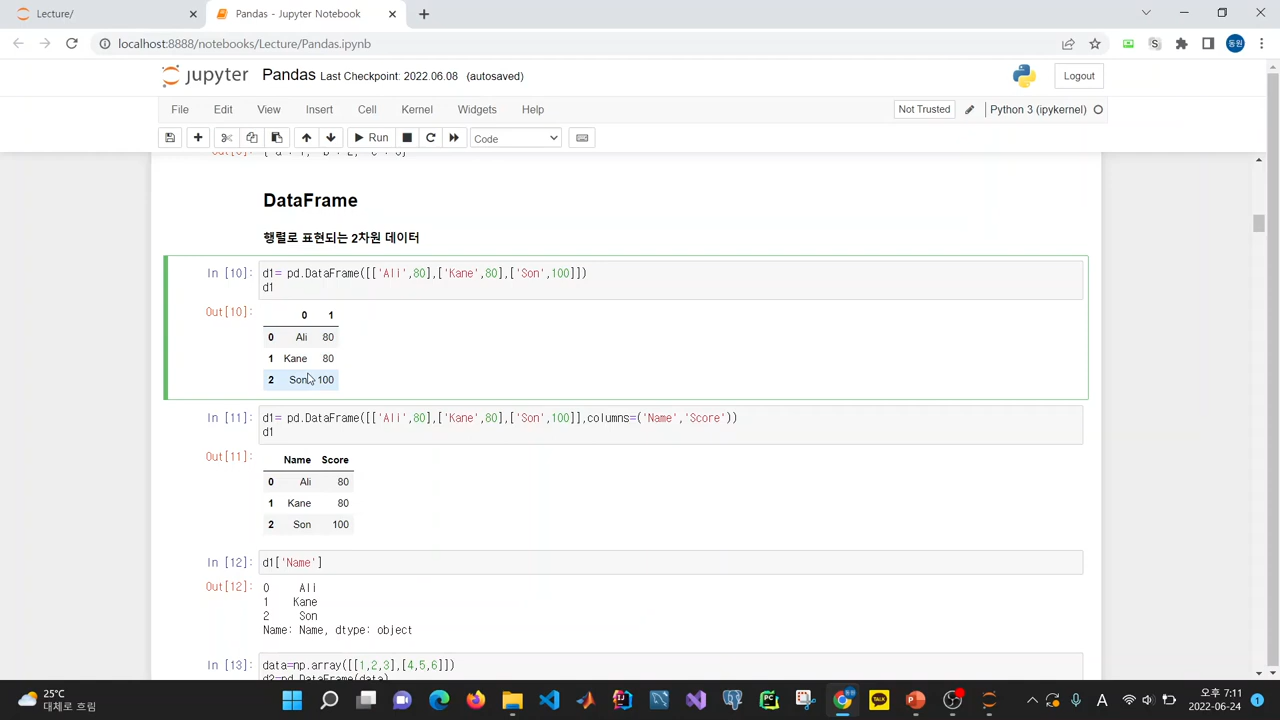 Lecture/
Pandas - Jupyter Notebook
localhost:8888/notebooks/Lecture/Pandas.ipynb
S
동원
jupyter Pandas Last Checkpoint: 2022.06.08 (autosaved)
Logout
File Edit View Insert Cell Kernel Widgets Help
Not Trusted Python 3 (ipykernel)
Run Code
DataFrame
행렬로 표현되는 2차원 데이터
In [10]: d1= pd.DataFrame([['Ali',80],['Kane',80],['Son',100]])
d1
Out[10]:
0 1
0 Ali 80
1 Kane 80
2 Son 100
In [11]: d1= pd.DataFrame([['Ali',80],['Kane',80],['Son',100]],columns=('Name','Score'))
d1
Out[11]:
Name Score
0 Ali 80
1 Kane 80
2 Son 100
In [12]: d1['Name']
Out[12]: 0 Ali
1 Kane
2 Son
Name: Name, dtype: object
In [13]: data=np.array([[1,2,3],[4,5,6]])
d2=pd.DataFrame(data)
25°C
대체로 흐림
A
오후 7:11
2022-06-24
1